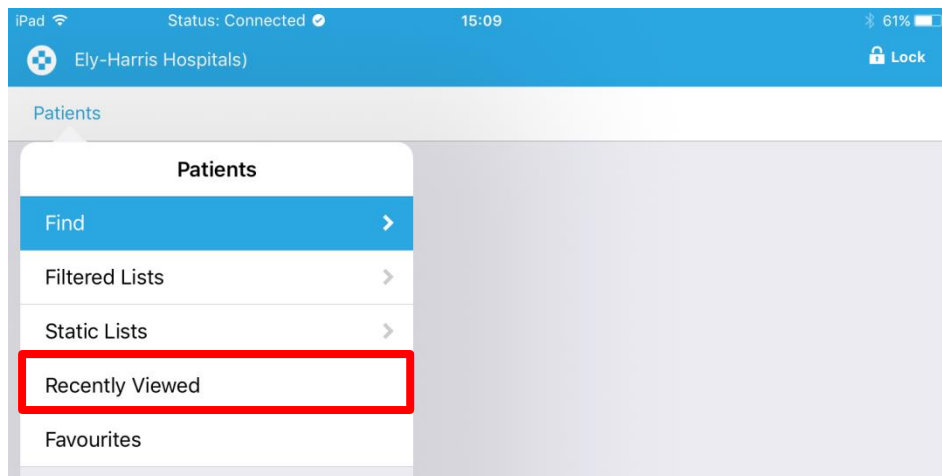 iPad Status: Connected 15:09 61%
Ely-Harris Hospitals) Lock
Patients
Patients
Find
Filtered Lists
Static Lists
Recently Viewed
Favourites